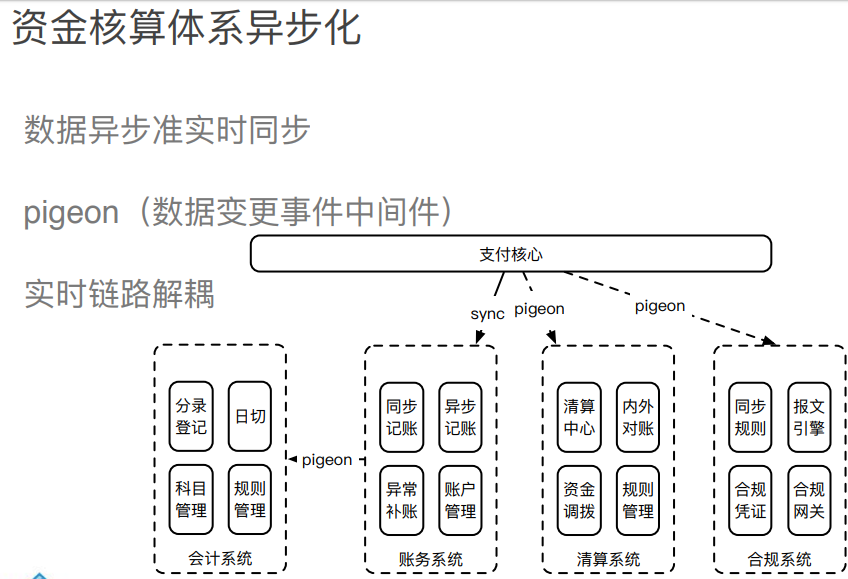 资金核算体系异步化
数据异步准实时同步
pigeon（数据变更事件中间件）
实时链路解耦
支付核心
sync
pigeon
pigeon
pigeon
分录
登记
日切
科目
管理
规则
管理
会计系统
同步
记账
异步
记账
异常
补账
账户
管理
账务系统
清算
中心
内外
对账
资金
调拨
规则
管理
清算系统
同步
规则
报文
引擎
合规
凭证
合规
网关
合规系统